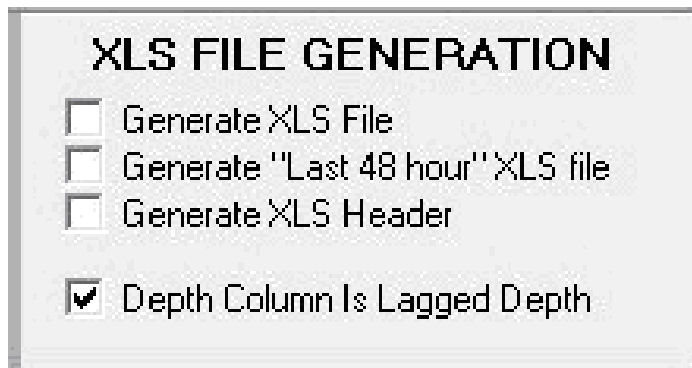 XLS FILE GENERATION
Generate XLS File
Generate "Last 48 hour" XLS file
Generate XLS Header
Depth Column Is Lagged Depth